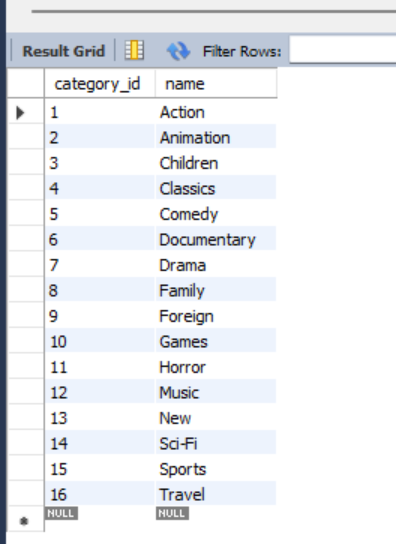 Result Grid Filter Rows:
category_id name
1 Action
2 Animation
3 Children
4 Classics
5 Comedy
6 Documentary
7 Drama
8 Family
9 Foreign
10 Games
11 Horror
12 Music
13 New
14 Sci-Fi
15 Sports
16 Travel
NULL NULL